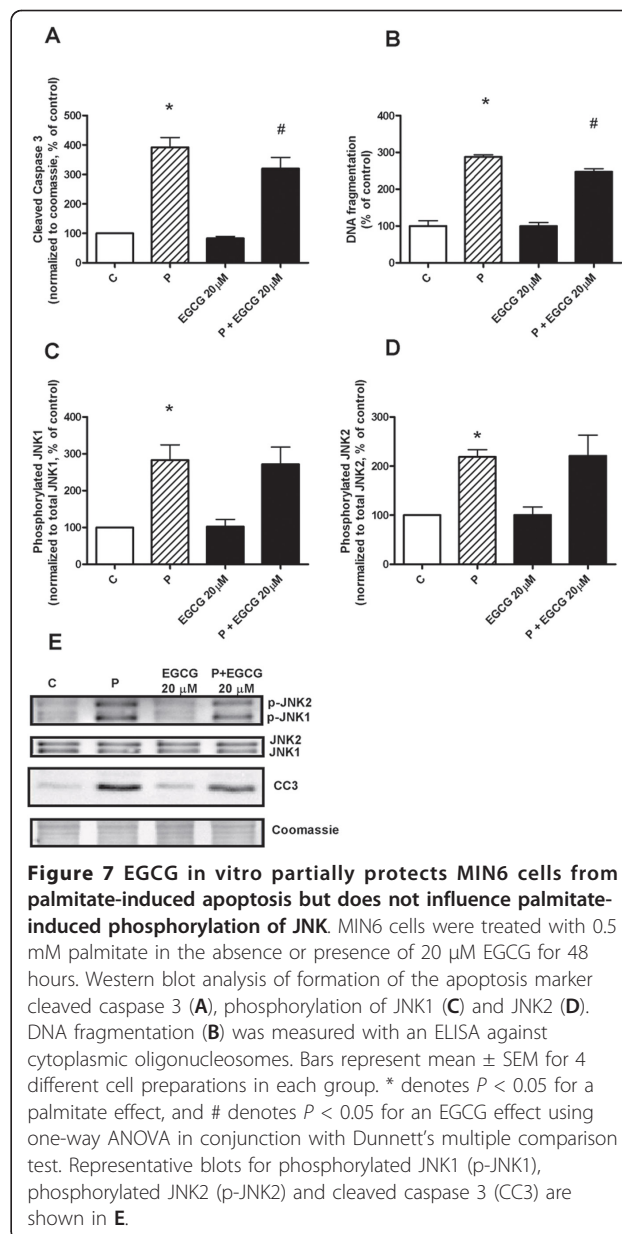 A
Cleaved Caspase 3
(normalized to coomassie, % of control)
500
400
300
200
100
0
*
#
C
P
EGCG 20µM
P + EGCG 20µM
B
DNA fragmentation
(% of control)
400
300
200
100
0
*
#
C
P
EGCG 20µM
P + EGCG 20µM
C
Phosphorylated JNK1
(normalized to total JNK1, % of control)
400
300
200
100
0
*
C
P
EGCG 20µM
P + EGCG 20µM
D
Phosphorylated JNK2
(normalized to total JNK2, % of control)
300
200
100
0
*
C
P
EGCG 20µM
P + EGCG 20µM
E
C
P
EGCG
20 µM
P+EGCG
20 µM
p-JNK2
p-JNK1
JNK2
JNK1
CC3
Coomassie
Figure 7 EGCG in vitro partially protects MIN6 cells from
palmitate-induced apoptosis but does not influence palmitate-
induced phosphorylation of JNK. MIN6 cells were treated with 0.5
mM palmitate in the absence or presence of 20 µM EGCG for 48
hours. Western blot analysis of formation of the apoptosis marker
cleaved caspase 3 (A), phosphorylation of JNK1 (C) and JNK2 (D).
DNA fragmentation (B) was measured with an ELISA against
cytoplasmic oligonucleosomes. Bars represent mean ± SEM for 4
different cell preparations in each group. * denotes P < 0.05 for a
palmitate effect, and # denotes P < 0.05 for an EGCG effect using
one-way ANOVA in conjunction with Dunnett's multiple comparison
test. Representative blots for phosphorylated JNK1 (p-JNK1),
phosphorylated JNK2 (p-JNK2) and cleaved caspase 3 (CC3) are
shown in E.